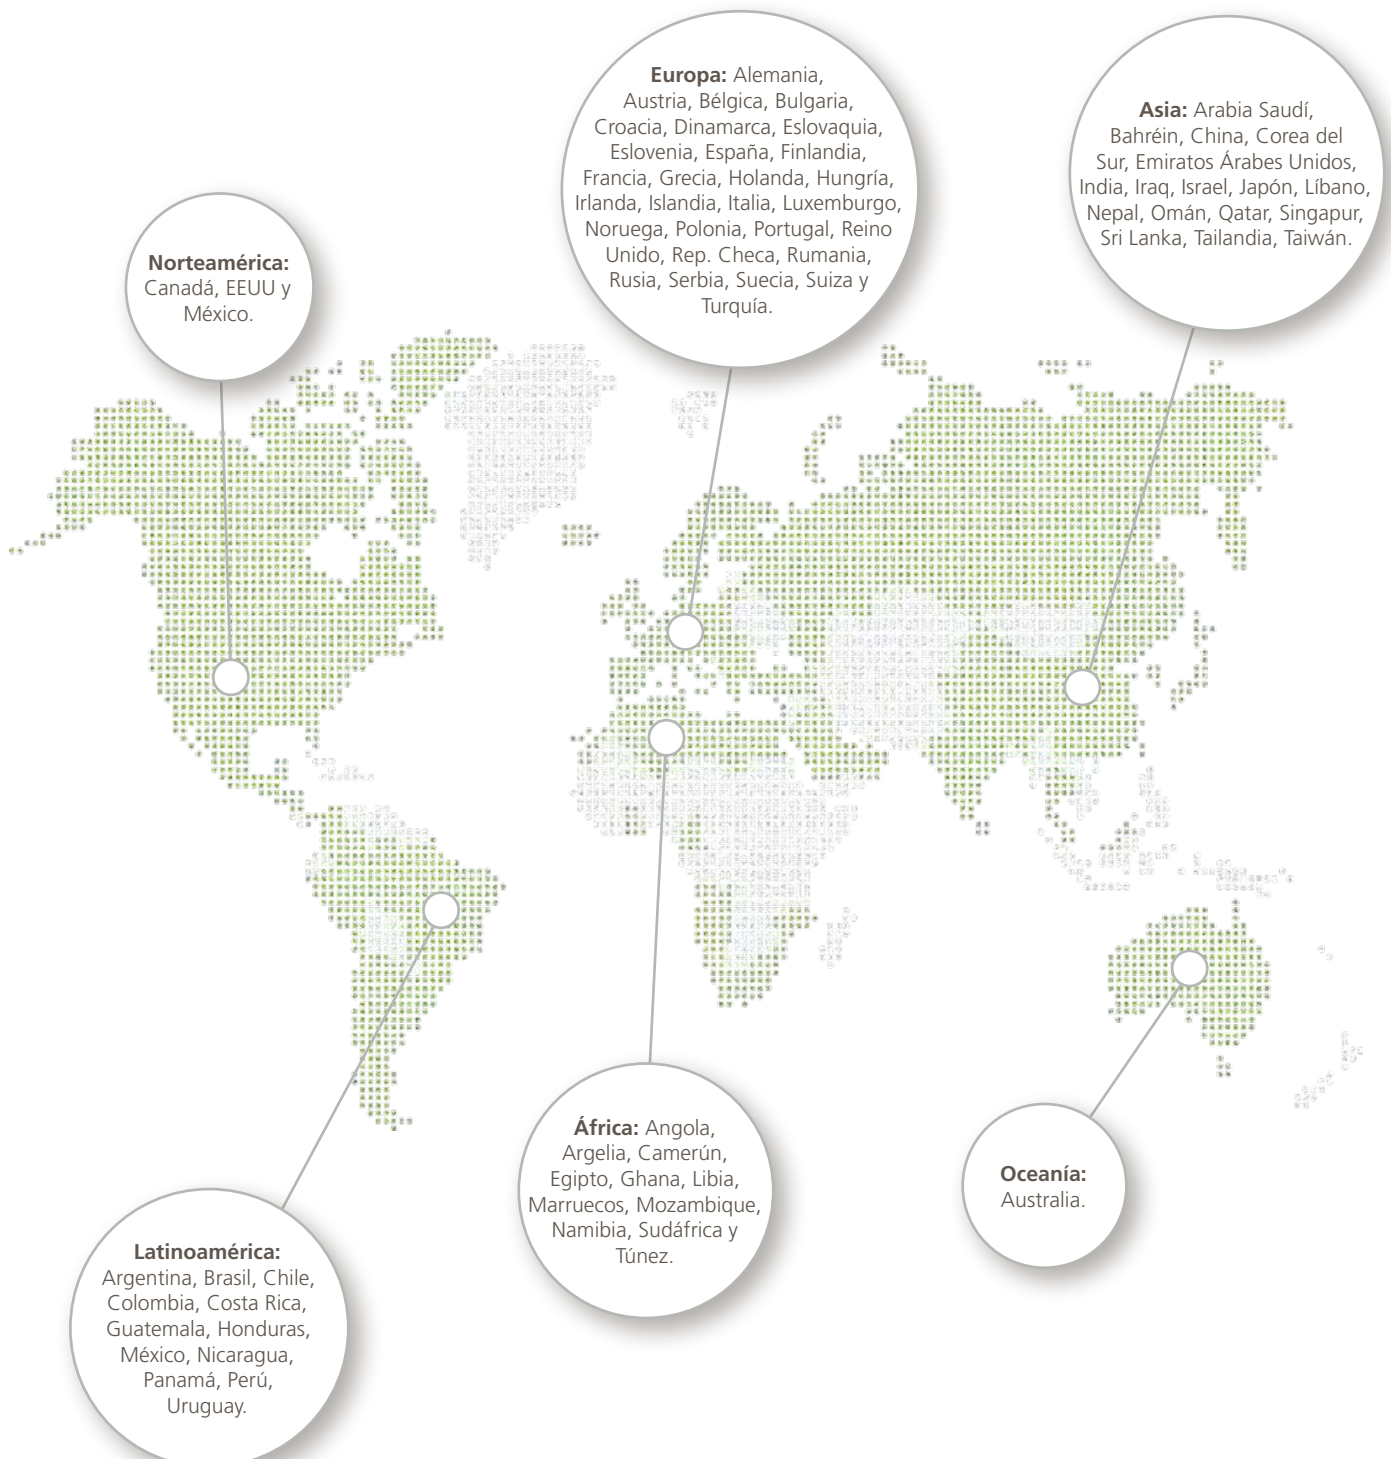 Europa: Alemania,
Austria, Bélgica, Bulgaria,
Croacia, Dinamarca, Eslovaquia,
Eslovenia, España, Finlandia,
Francia, Grecia, Holanda, Hungría,
Irlanda, Islandia, Italia, Luxemburgo,
Noruega, Polonia, Portugal, Reino
Unido, Rep. Checa, Rumania,
Rusia, Serbia, Suecia, Suiza y
Turquía.
Asia: Arabia Saudí,
Bahréin, China, Corea del
Sur, Emiratos Árabes Unidos,
India, Iraq, Israel, Japón, Líbano,
Nepal, Omán, Qatar, Singapur,
Sri Lanka, Tailandia, Taiwán.
Norteamérica:
Canadá, EEUU y
México.
África: Angola,
Argelia, Camerún,
Egipto, Ghana, Libia,
Marruecos, Mozambique,
Namibia, Sudáfrica y
Túnez.
Oceanía:
Australia.
Latinoamérica:
Argentina, Brasil, Chile,
Colombia, Costa Rica,
Guatemala, Honduras,
México, Nicaragua,
Panamá, Perú,
Uruguay.